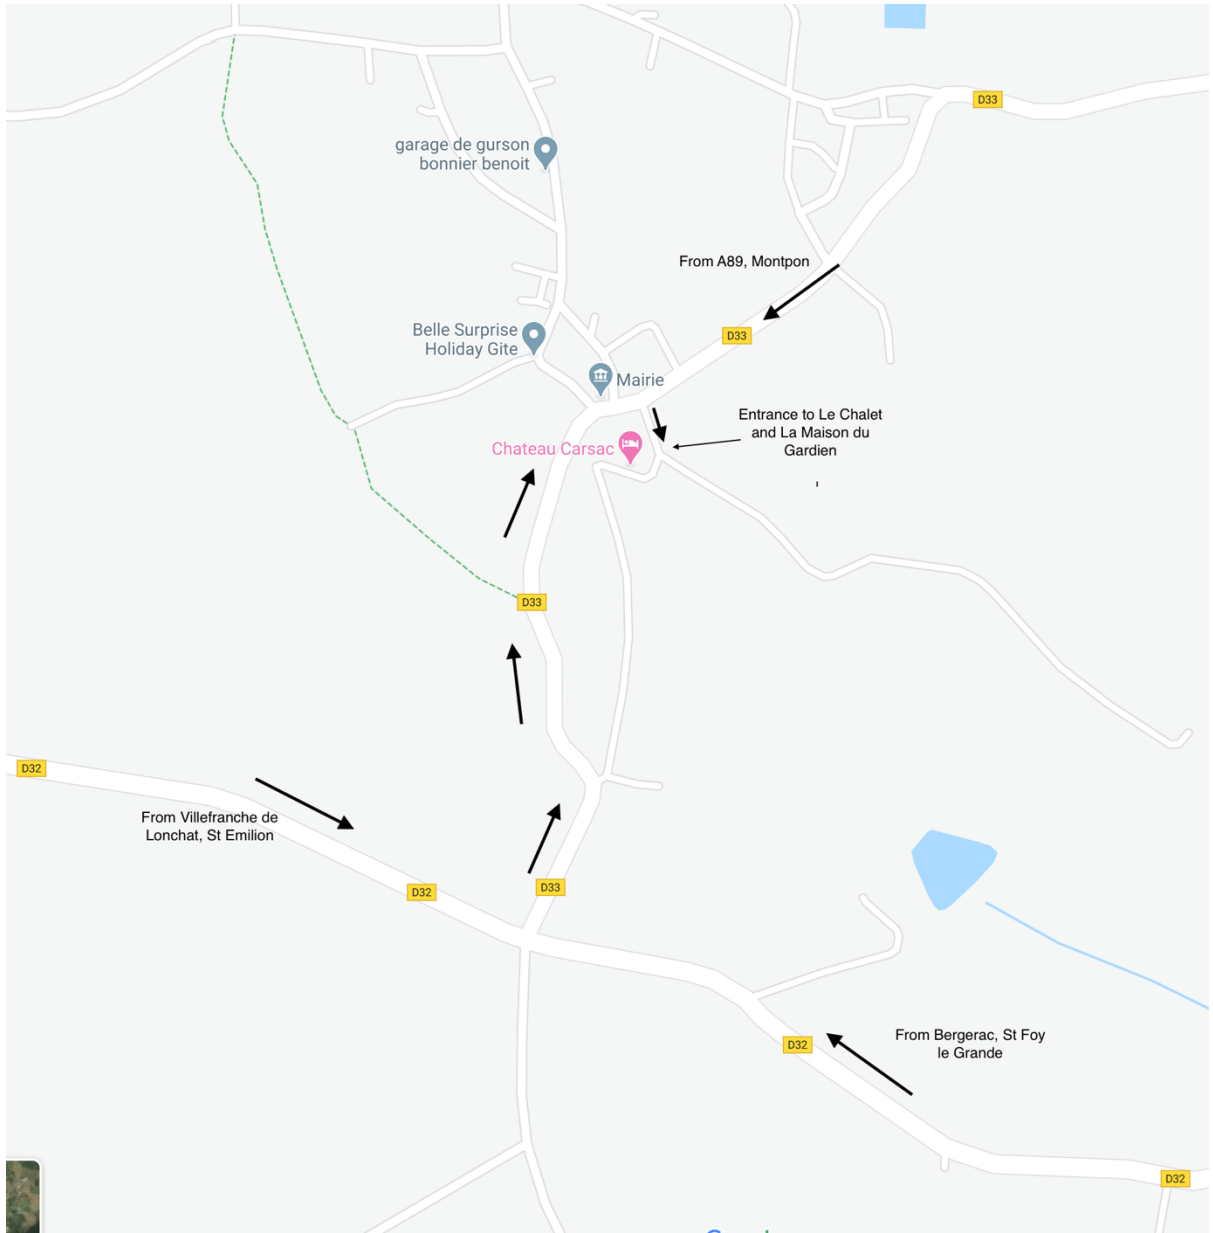 D33
garage de gurson
bonnier benoit
From A89, Montpon
D33
Belle Surprise
Holiday Gite
Mairie
Entrance to Le Chalet
and La Maison du
Gardien
Chateau Carsac
D33
D32
From Villefranche de
Lonchat, St Emilion
D32
D33
From Bergerac, St Foy
le Grande
D32
D32